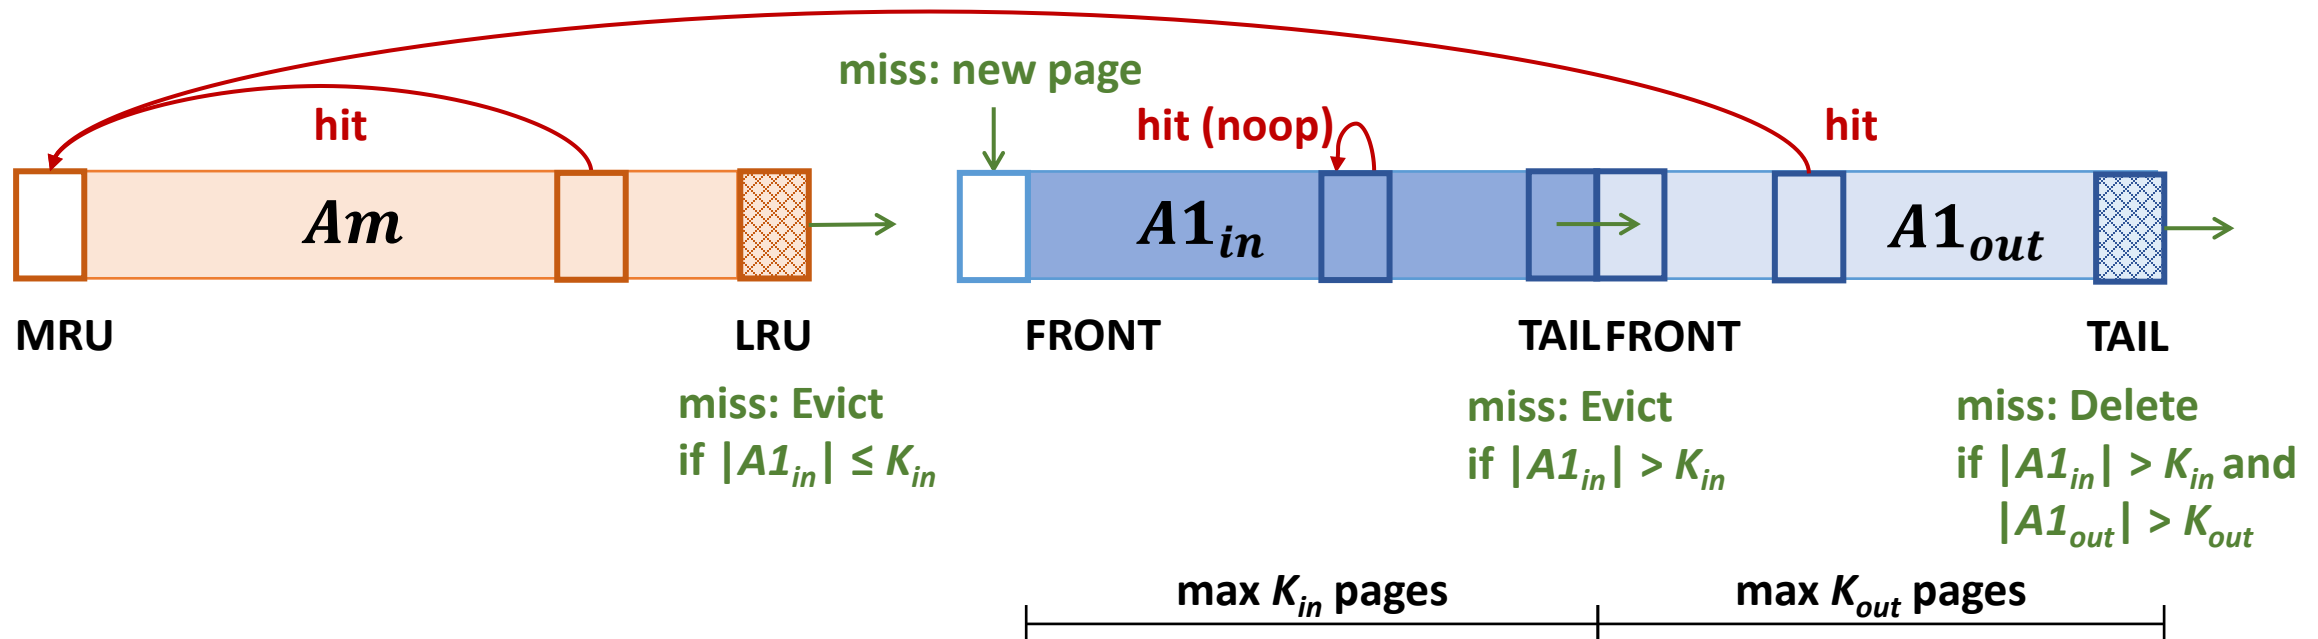 miss: new page
hit
hit (noop)
hit
Am
A1in
A1out
MRU
LRU
FRONT
TAIL
FRONT
TAIL
miss: Evict
if |A1in| ≤ Kin
miss: Evict
if |A1in| > Kin
miss: Delete
if |A1in| > Kin and
|A1out| > Kout
max Kin pages
max Kout pages